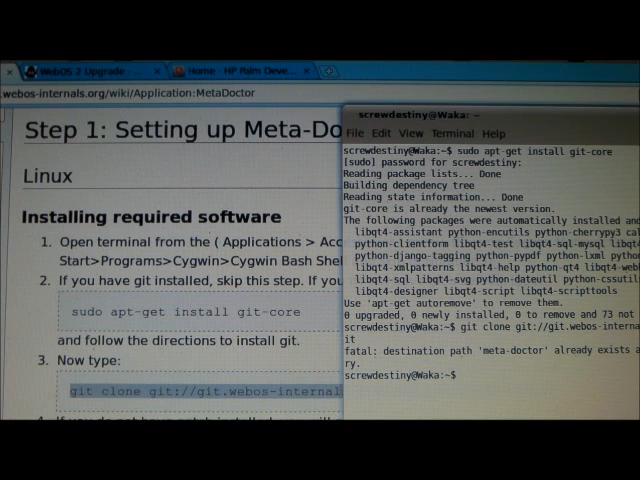 WebOS 2 Upgrade - ...
Home - HP Palm Deve...
.webos-internals.org/wiki/Application:MetaDoctor
Step 1: Setting up Meta-Do
Linux
Installing required software
1. Open terminal from the ( Applications > Acc
Start>Programs>Cygwin>Cygwin Bash Shel
2. If you have git installed, skip this step. If you
sudo apt-get install git-core
and follow the directions to install git.
3. Now type:
git clone git://git.webos-internal
screwdestiny@Waka: ~
File Edit View Terminal Help
screwdestiny@Waka:~$ sudo apt-get install git-core
[sudo] password for screwdestiny:
Reading package lists... Done
Building dependency tree
Reading state information... Done
git-core is already the newest version.
The following packages were automatically installed and
libqt4-assistant python-encutils python-cherrypy3 cal
python-clientform libqt4-test libqt4-sql-mysql libqt4
python-django-tagging python-pypdf python-lxml python
libqt4-xmlpatterns libqt4-help python-qt4 libqt4-web
libqt4-sql libqt4-svg python-dateutil python-cssutils
libqt4-designer libqt4-script libqt4-scripttools
Use 'apt-get autoremove' to remove them.
0 upgraded, 0 newly installed, 0 to remove and 73 not
screwdestiny@Waka:~$ git clone git://git.webos-interna
it
fatal: destination path 'meta-doctor' already exists a
ry.
screwdestiny@Waka:~$